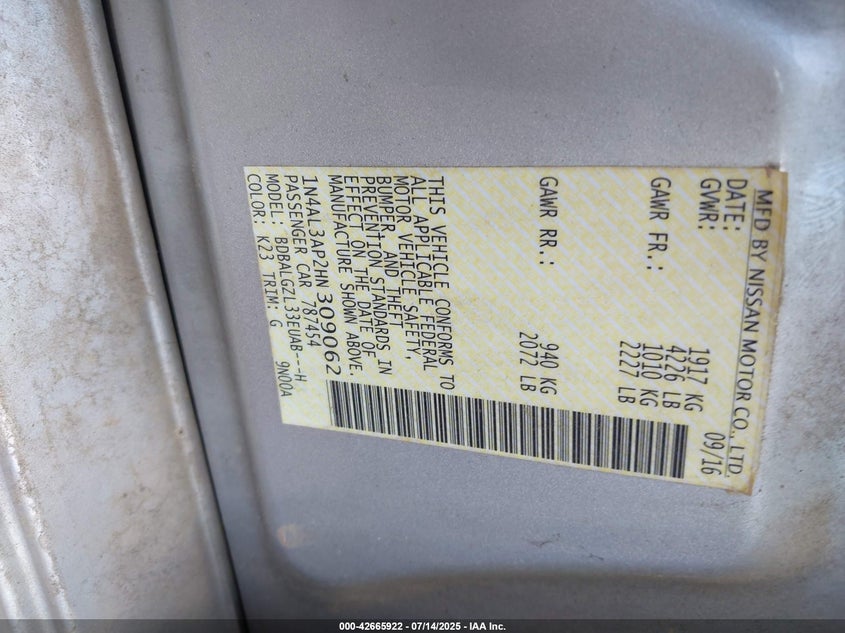 MFD BY NISSAN MOTOR CO., LTD.
DATE: 09/16
GVWR: 1917 KG
4226 LB
GAWR FR.: 1010 KG
2227 LB
GAWR RR.: 940 KG
2072 LB
THIS VEHICLE CONFORMS TO
ALL APPLICABLE FEDERAL
MOTOR VEHICLE SAFETY,
BUMPER, AND THEFT
PREVENTION STANDARDS IN
EFFECT ON THE DATE OF
MANUFACTURE SHOWN ABOVE.
1N4AL3AP2HN309062
PASSENGER CAR 787454
MODEL: BDBALGZL33EUAB---H
COLOR: K23 TRIM: G 9N00A
000-42665922 - 07/14/2025 - IAA Inc.